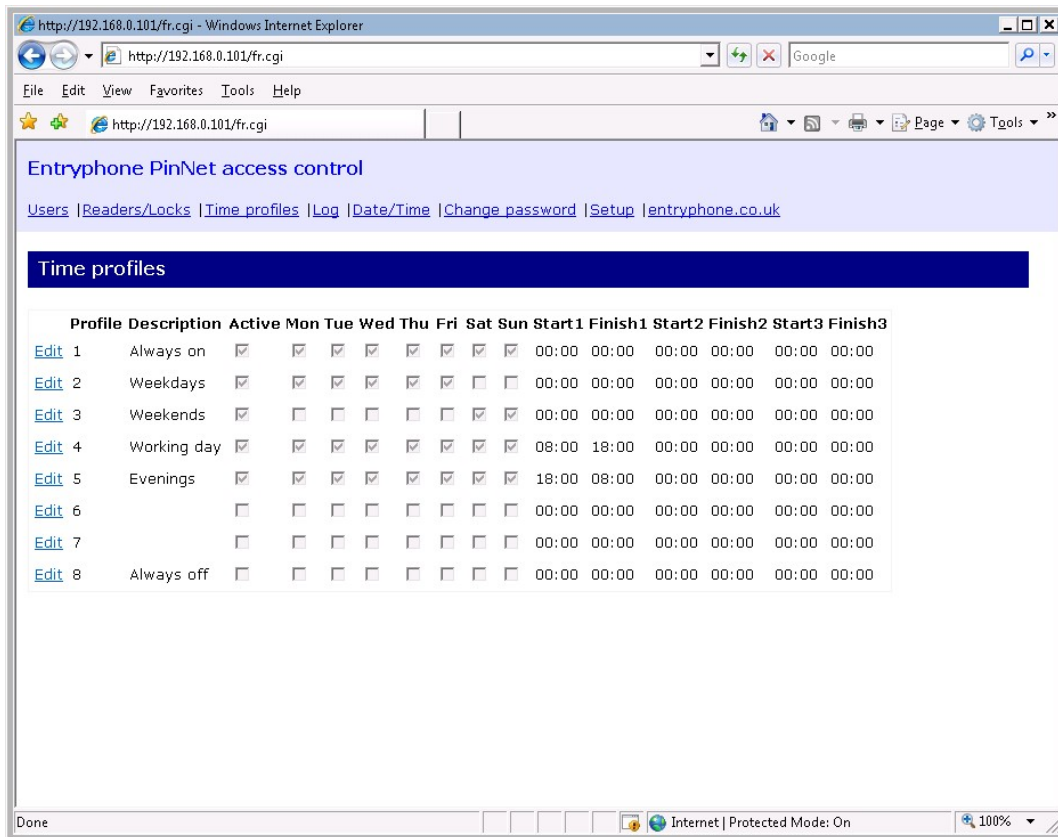 http://192.168.0.101/fr.cgi - Windows Internet Explorer
http://192.168.0.101/fr.cgi
Google
File Edit View Favorites Tools Help
http://192.168.0.101/fr.cgi
Page Tools »
Entryphone PinNet access control
Users |Readers/Locks |Time profiles |Log |Date/Time |Change password |Setup |entryphone.co.uk
Time profiles
Profile Description Active Mon Tue Wed Thu Fri Sat Sun Start1 Finish1 Start2 Finish2 Start3 Finish3
Edit 1 Always on 00:00 00:00 00:00 00:00 00:00 00:00
Edit 2 Weekdays 00:00 00:00 00:00 00:00 00:00 00:00
Edit 3 Weekends 00:00 00:00 00:00 00:00 00:00 00:00
Edit 4 Working day 08:00 18:00 00:00 00:00 00:00 00:00
Edit 5 Evenings 18:00 08:00 00:00 00:00 00:00 00:00
Edit 6 00:00 00:00 00:00 00:00 00:00 00:00
Edit 7 00:00 00:00 00:00 00:00 00:00 00:00
Edit 8 Always off 00:00 00:00 00:00 00:00 00:00 00:00
Done
Internet | Protected Mode: On
100%